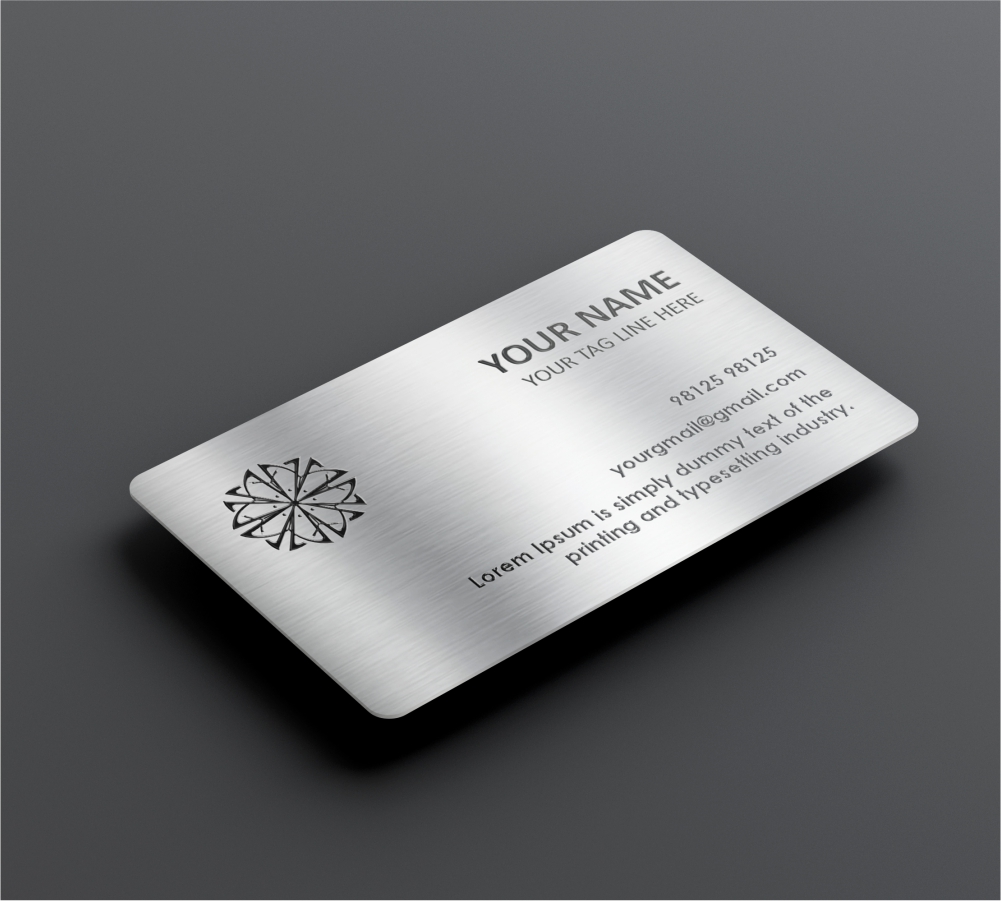 YOUR NAME
YOUR TAG LINE HERE
98125 98125
yourgmail@gmail.com
Lorem Ipsum is simply dummy text of the
printing and typesetting industry.